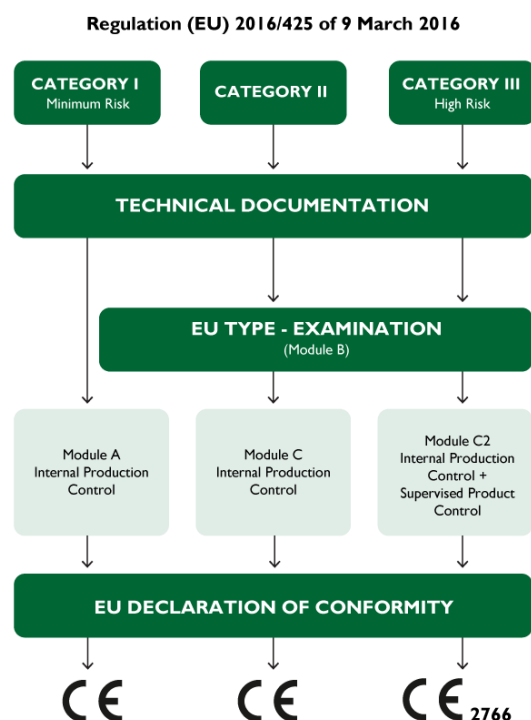 Regulation (EU) 2016/425 of 9 March 2016
CATEGORY I
Minimum Risk
CATEGORY II
CATEGORY III
High Risk
TECHNICAL DOCUMENTATION
EU TYPE - EXAMINATION
(Module B)
Module A
Internal Production
Control
Module C
Internal Production
Control
Module C2
Internal Production
Control +
Supervised Product
Control
EU DECLARATION OF CONFORMITY
CE
CE
CE 2766